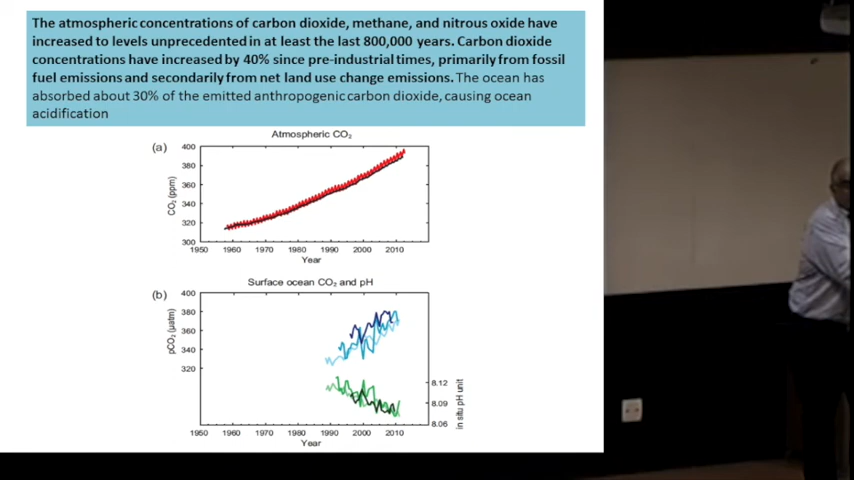 The atmospheric concentrations of carbon dioxide, methane, and nitrous oxide have
increased to levels unprecedented in at least the last 800,000 years. Carbon dioxide
concentrations have increased by 40% since pre-industrial times, primarily from fossil
fuel emissions and secondarily from net land use change emissions. The ocean has
absorbed about 30% of the emitted anthropogenic carbon dioxide, causing ocean
acidification
Atmospheric CO₂
(a)
400
380
360
340
320
300
CO₂ (ppm)
1950 1960 1970 1980 1990 2000 2010
Year
Surface ocean CO₂ and pH
(b)
400
380
360
340
320
pCO₂ (µatm)
8.12
8.09
8.06
in situ pH unit
1950 1960 1970 1980 1990 2000 2010
Year